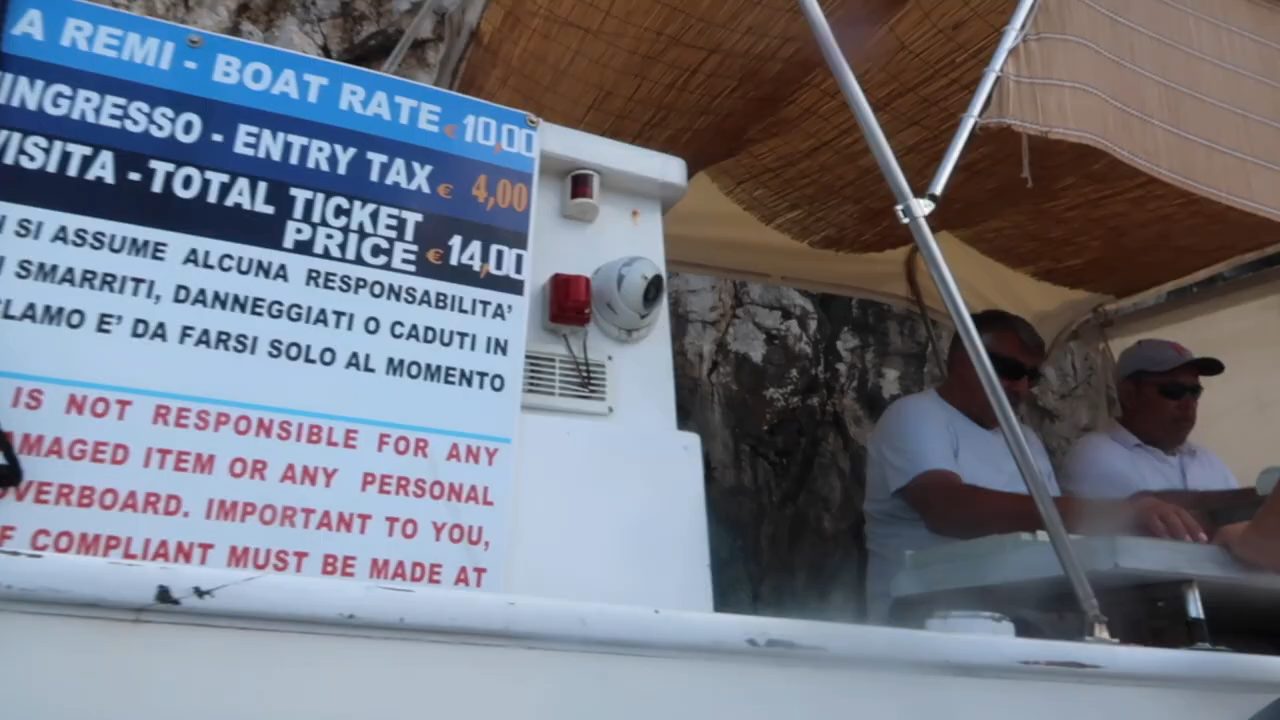 A REMI - BOAT RATE € 10,00
INGRESSO - ENTRY TAX € 4,00
VISITA - TOTAL TICKET
PRICE € 14,00
SI ASSUME ALCUNA RESPONSABILITA'
SMARRITI, DANNEGGIATI O CADUTI IN
LAMO E' DA FARSI SOLO AL MOMENTO
IS NOT RESPONSIBLE FOR ANY
AMAGED ITEM OR ANY PERSONAL
OVERBOARD. IMPORTANT TO YOU,
F COMPLIANT MUST BE MADE AT